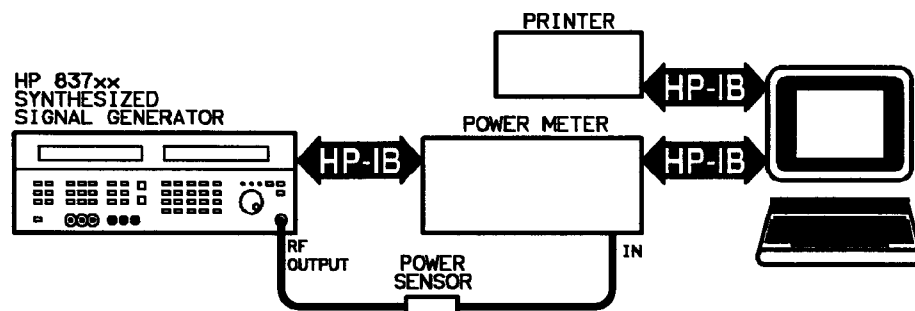 PRINTER
HP-IB
HP 837xx
SYNTHESIZED
SIGNAL GENERATOR
POWER METER
HP-IB
HP-IB
RF
OUTPUT
POWER
SENSOR
IN